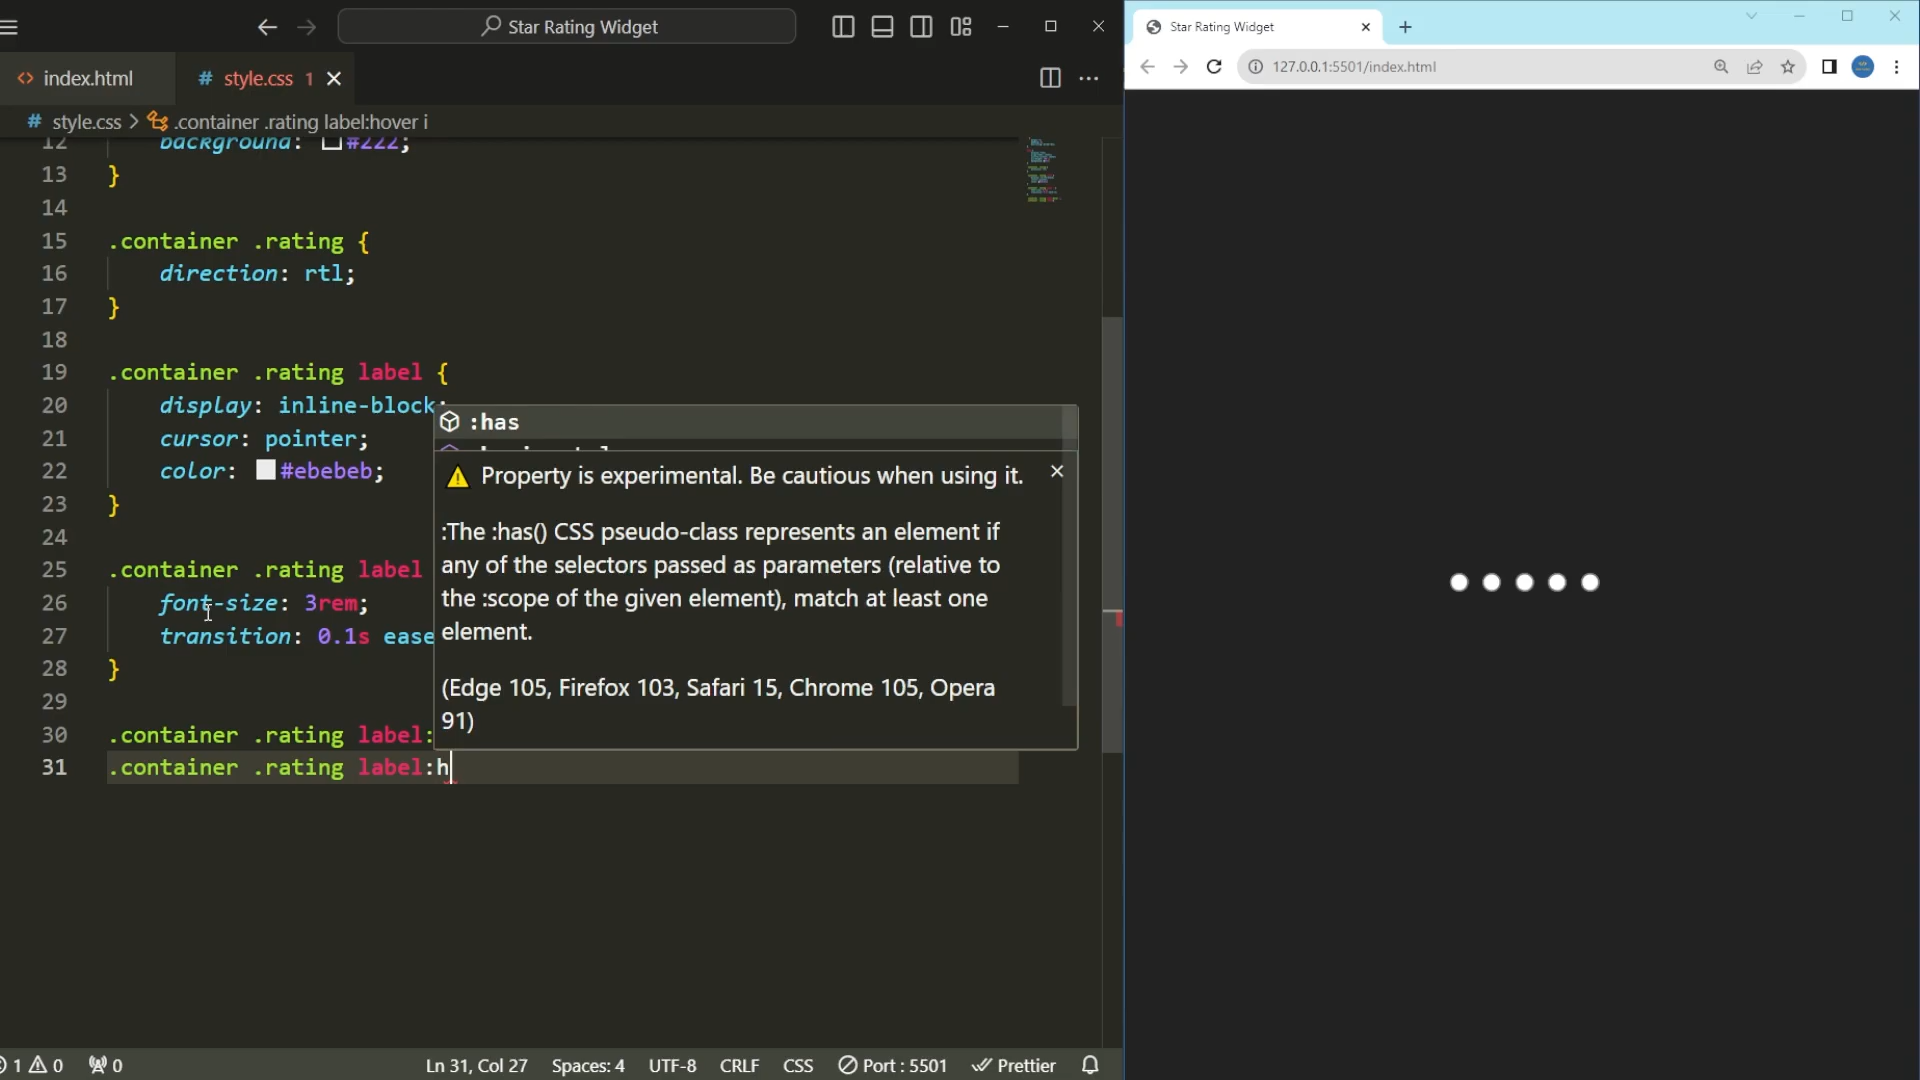 Star Rating Widget
index.html
# style.css 1
# style.css > .container .rating label:hover i
12 background: #222;
13 }
14
15 .container .rating {
16 direction: rtl;
17 }
18
19 .container .rating label {
20 display: inline-block;
21 cursor: pointer;
22 color: #ebebeb;
23 }
24
25 .container .rating label
26 font-size: 3rem;
27 transition: 0.1s ease
28 }
29
30 .container .rating label:
31 .container .rating label:h
:has
Property is experimental. Be cautious when using it.
:The :has() CSS pseudo-class represents an element if
any of the selectors passed as parameters (relative to
the :scope of the given element), match at least one
element.
(Edge 105, Firefox 103, Safari 15, Chrome 105, Opera
91)
1 0 0 Ln 31, Col 27 Spaces: 4 UTF-8 CRLF CSS Port : 5501 Prettier
Star Rating Widget
127.0.0.1:5501/index.html